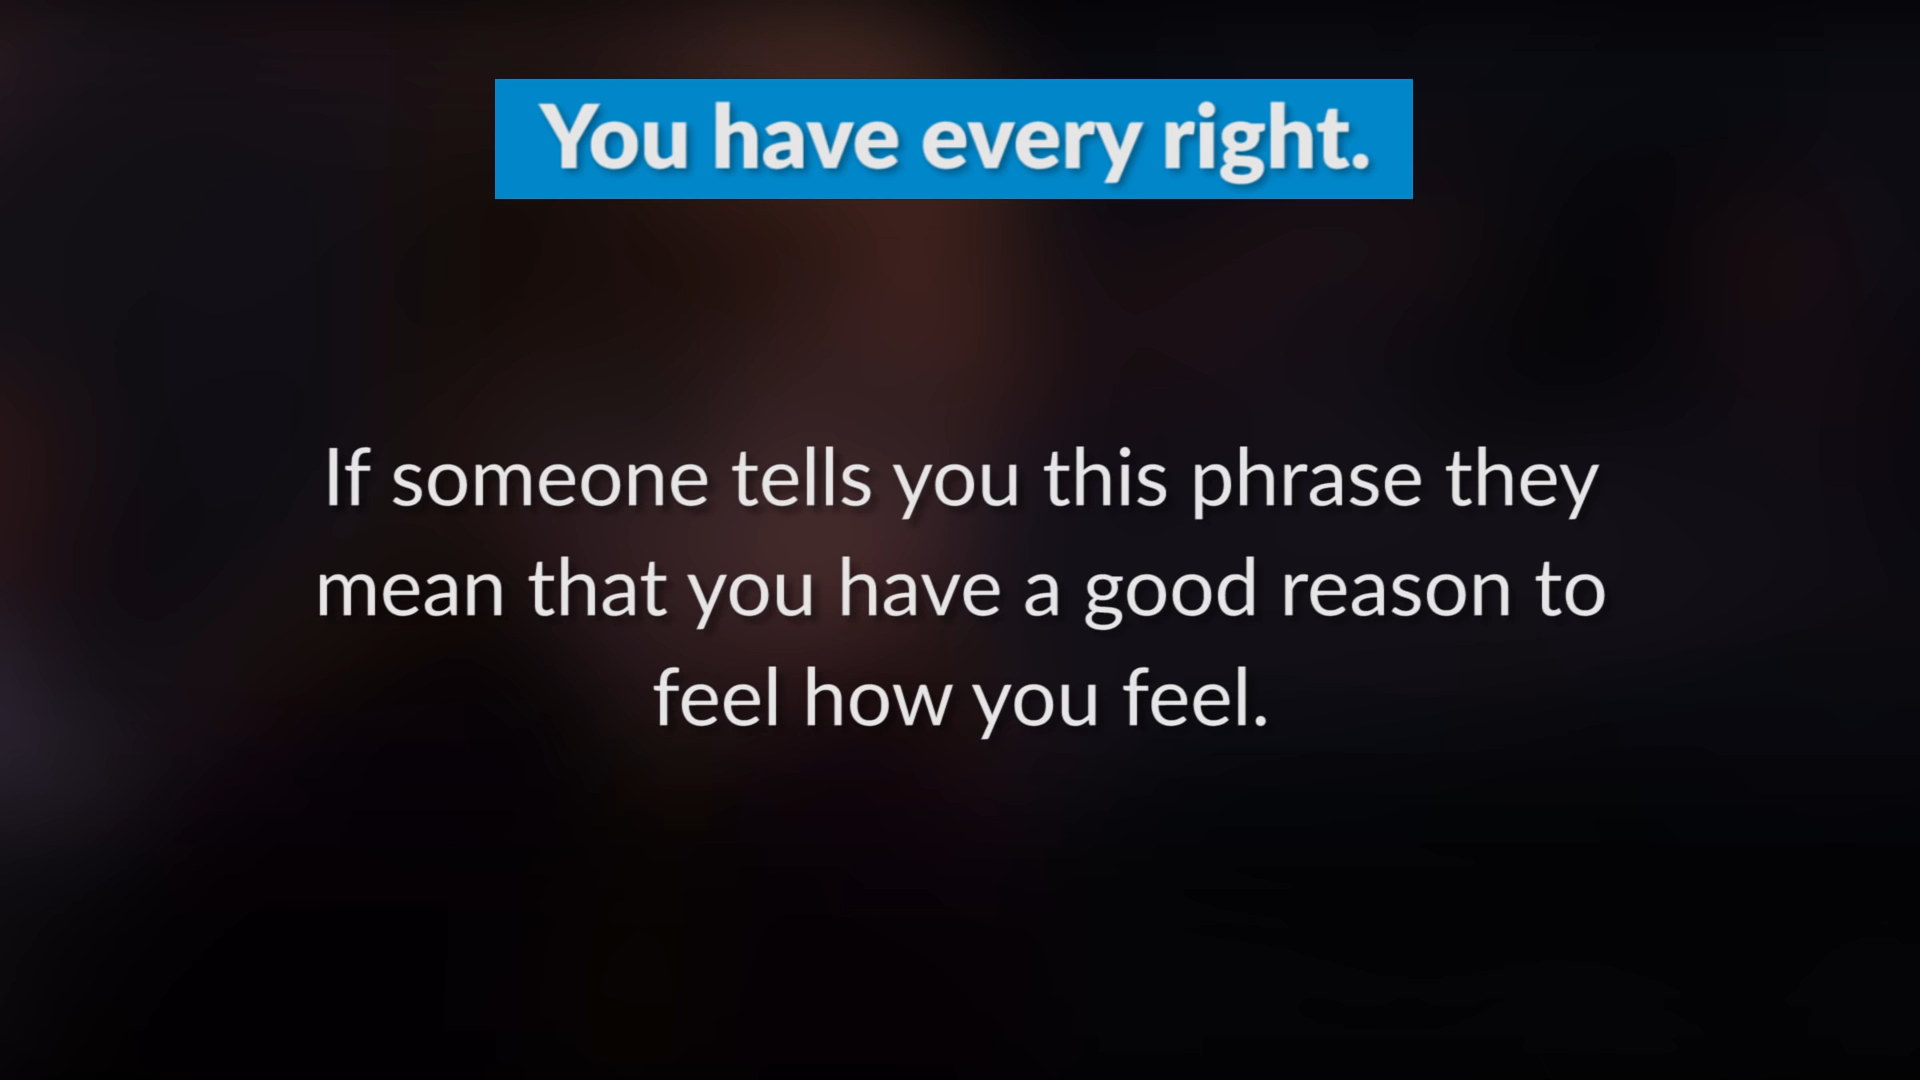 You have every right.
If someone tells you this phrase they
mean that you have a good reason to
feel how you feel.